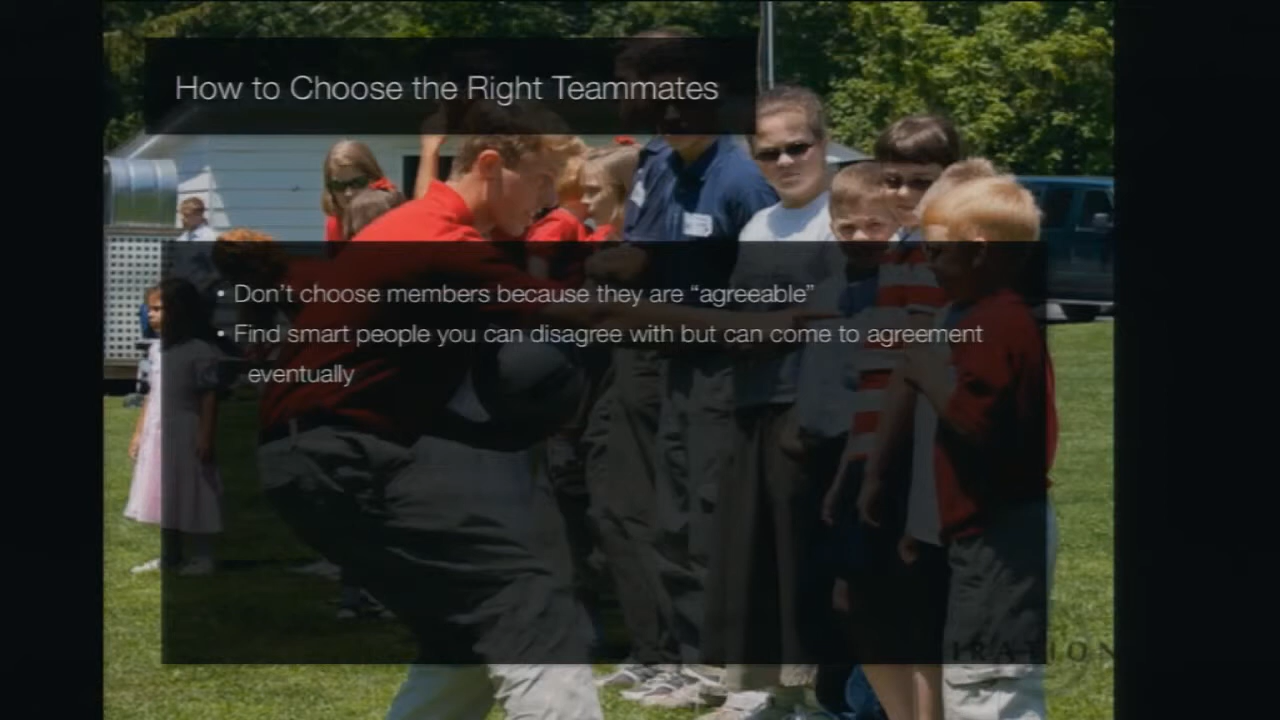 How to Choose the Right Teammates
• Don't choose members because they are “agreeable”
• Find smart people you can disagree with but can come to agreement
eventually